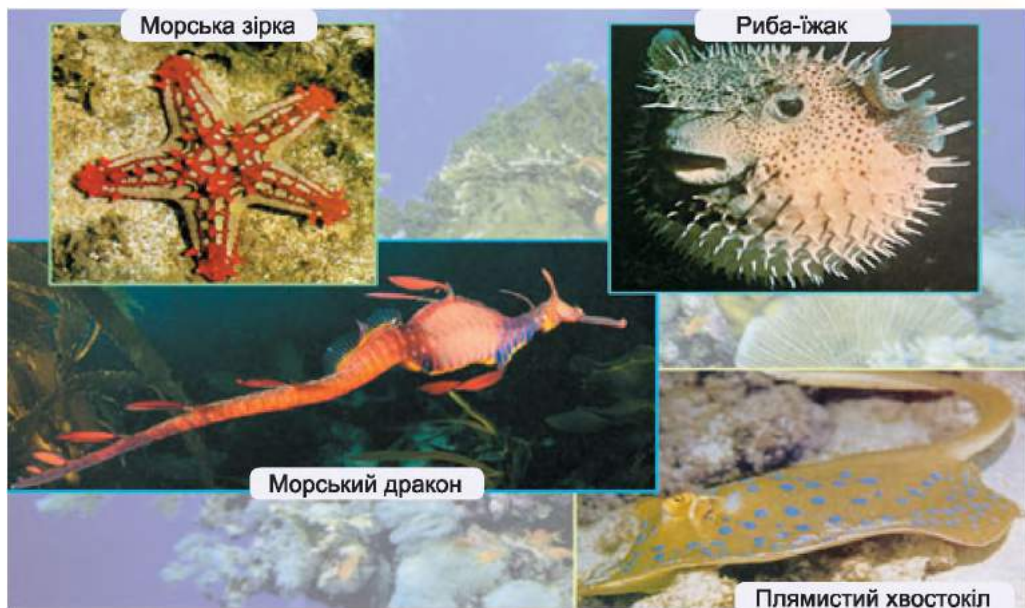 Морська зірка
Риба-їжак
Морський дракон
Плямистий хвостокіл